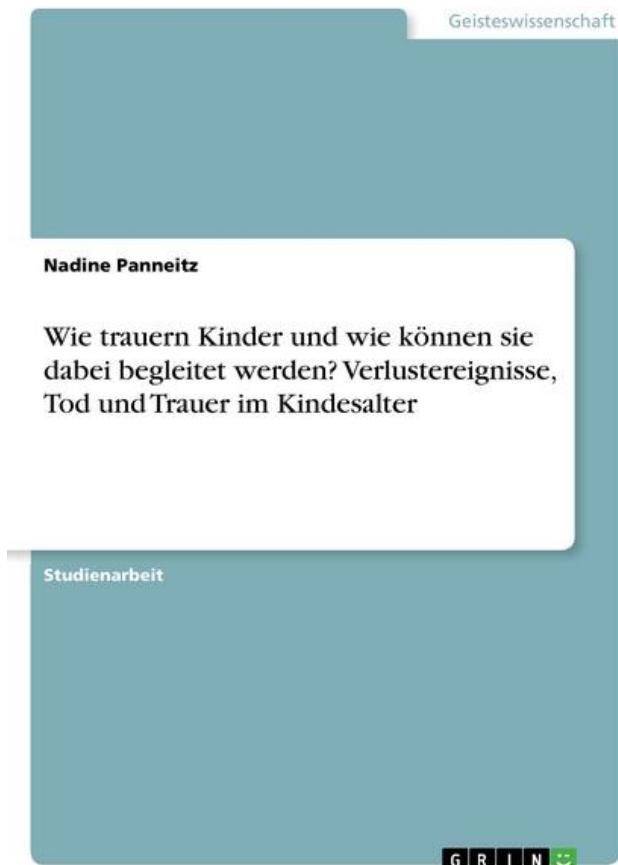 Geisteswissenschaft
Nadine Panneitz
Wie trauern Kinder und wie können sie
dabei begleitet werden? Verlustereignisse,
Tod und Trauer im Kindesalter
Studienarbeit
GRIN